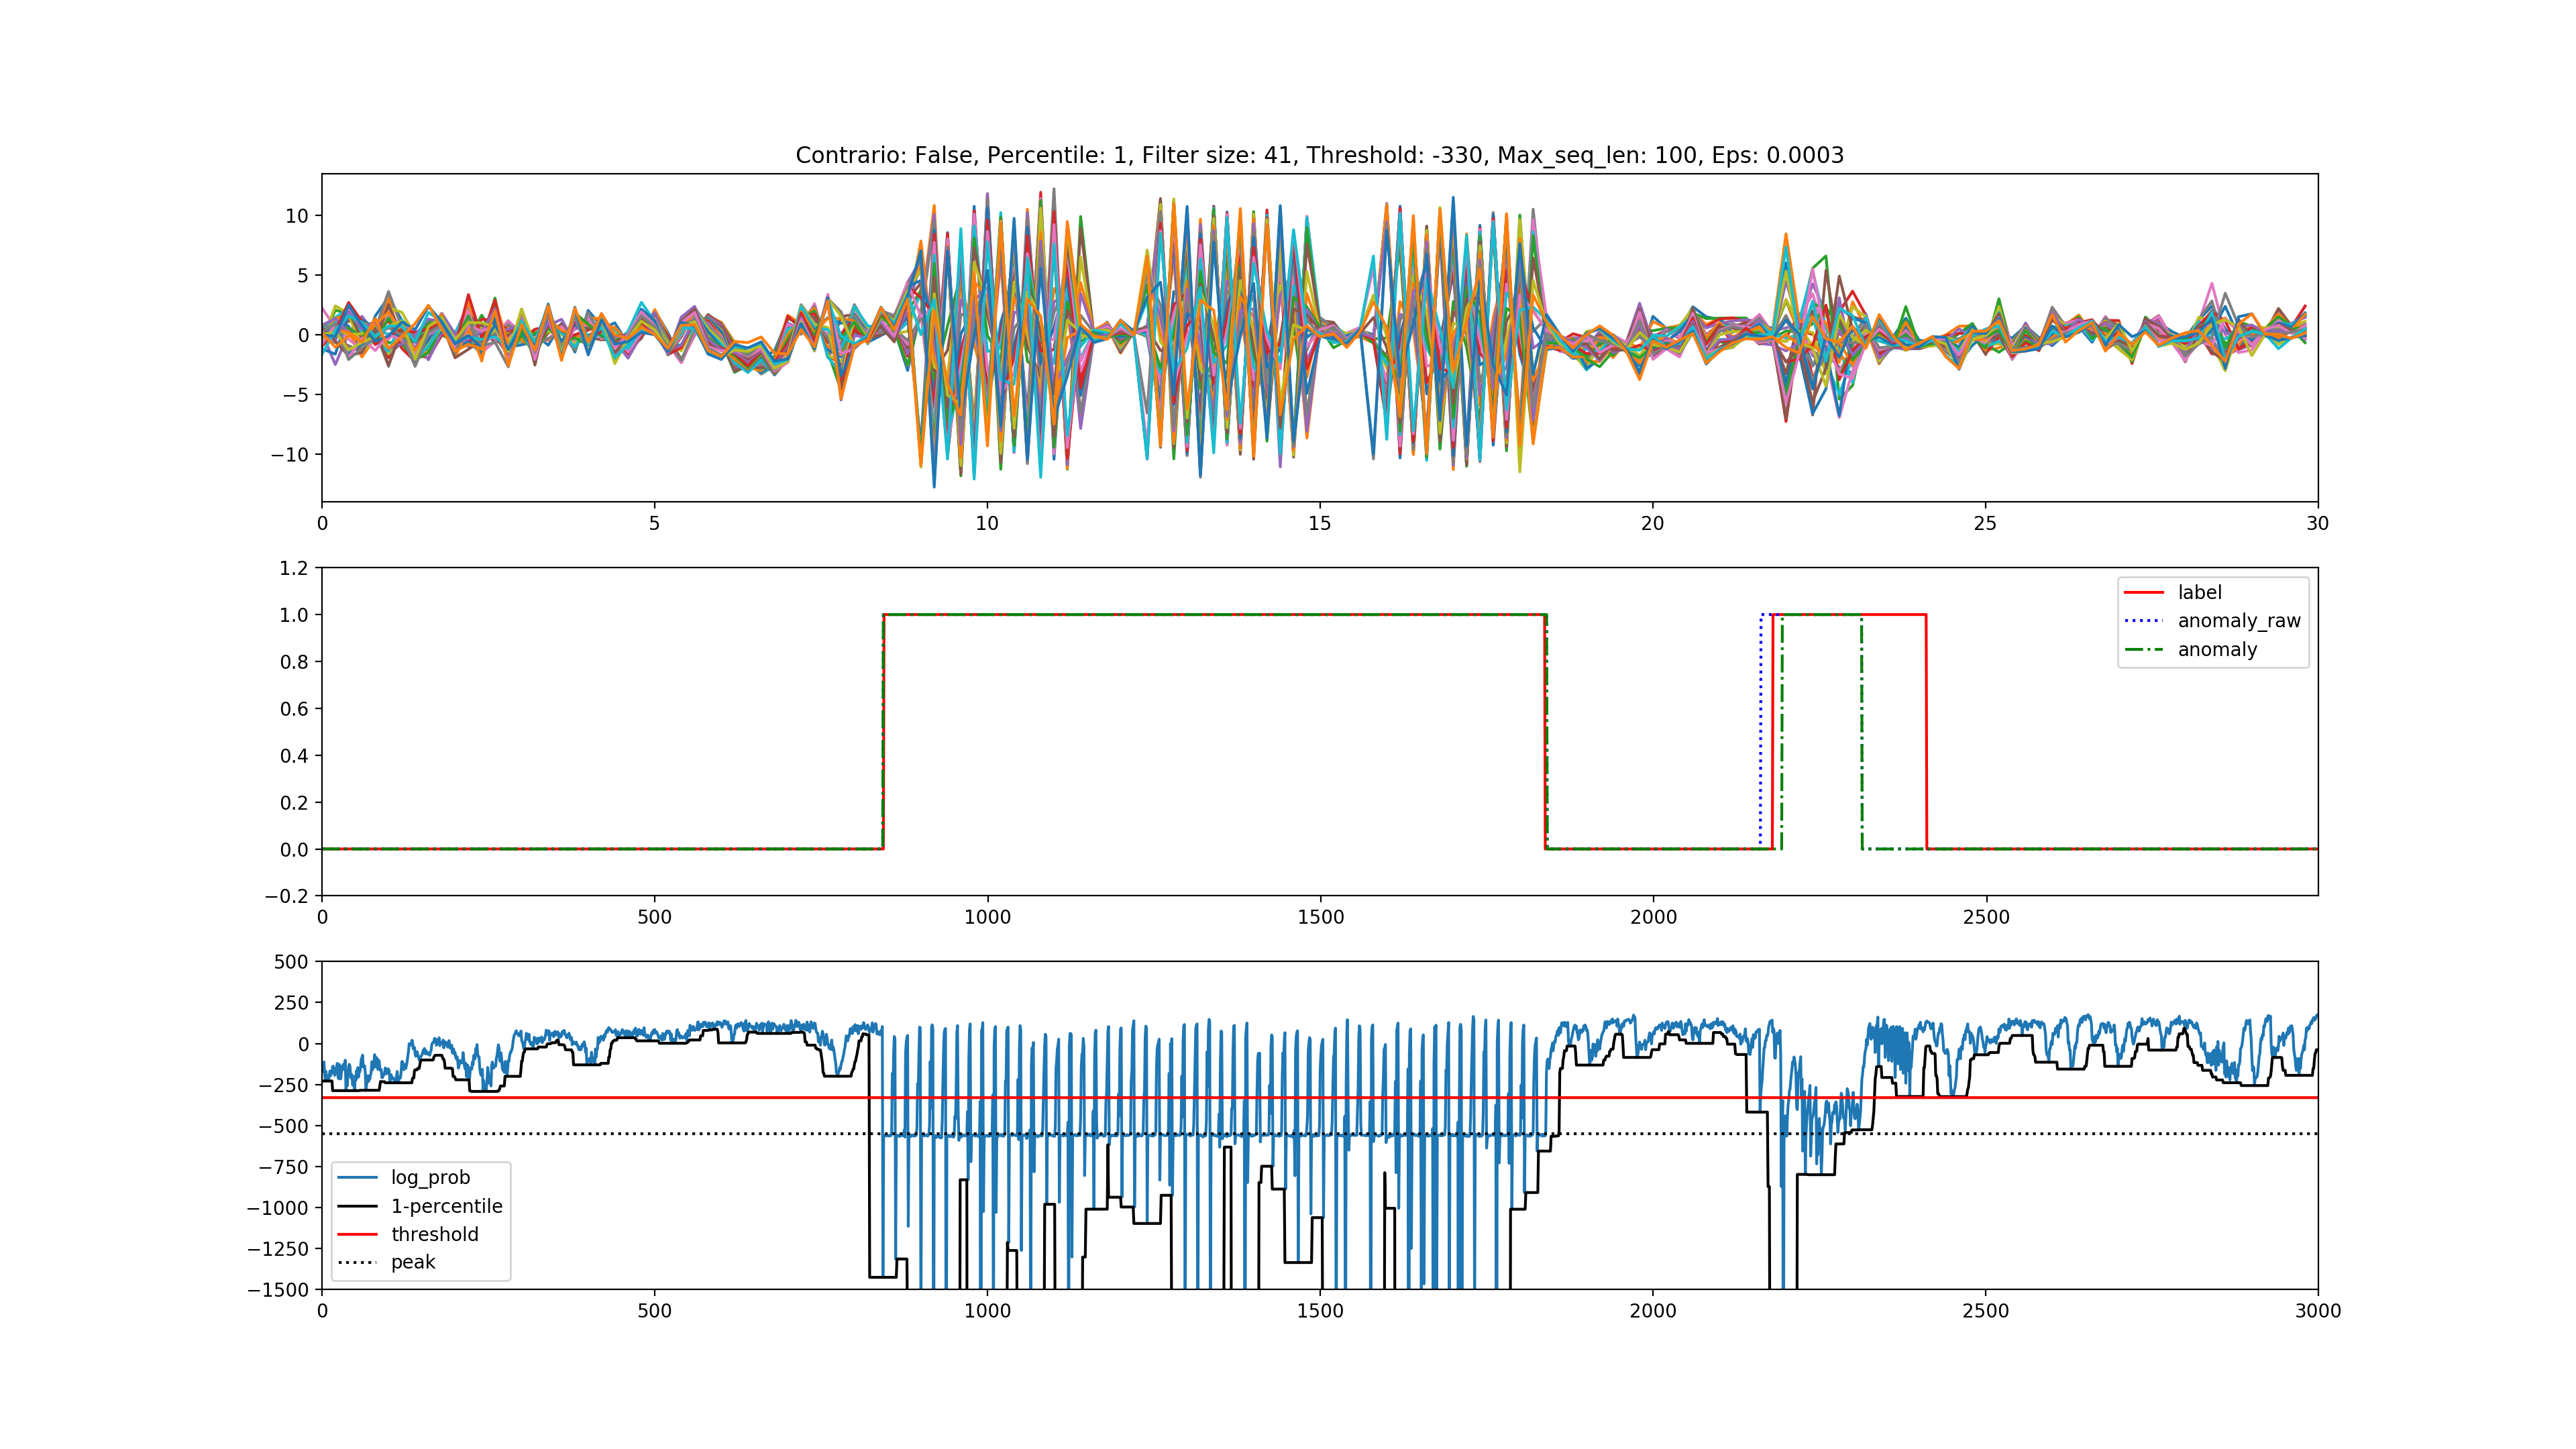 Contrario: False, Percentile: 1, Filter size: 41, Threshold: -330, Max_seq_len: 100, Eps: 0.0003
10
5
0
−5
−10
0 5 10 15 20 25 30
1.2
1.0
0.8
0.6
0.4
0.2
0.0
−0.2
label
anomaly_raw
anomaly
0 500 1000 1500 2000 2500
500
250
0
−250
−500
−750
−1000
−1250
−1500
log_prob
1-percentile
threshold
peak
0 500 1000 1500 2000 2500 3000